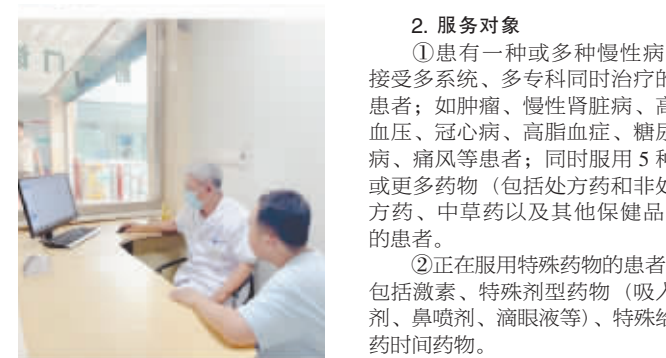 2. 服务对象
①患有一种或多种慢性病
接受多系统、多专科同时治疗的
患者；如肿瘤、慢性肾脏病、高
血压、冠心病、高脂血症、糖尿
病、痛风等患者；同时服用 5 种
或更多药物（包括处方药和非处
方药、中草药以及其他保健品
的患者。
②正在服用特殊药物的患者
包括激素、特殊剂型药物（吸入
剂、鼻喷剂、滴眼液等）、特殊给
药时间药物。